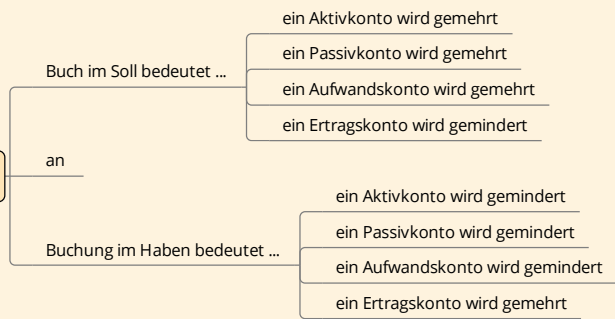 Buch im Soll bedeutet ...
ein Aktivkonto wird gemehrt
ein Passivkonto wird gemehrt
ein Aufwandskonto wird gemehrt
ein Ertragskonto wird gemindert
an
Buchung im Haben bedeutet ...
ein Aktivkonto wird gemindert
ein Passivkonto wird gemindert
ein Aufwandskonto wird gemindert
ein Ertragskonto wird gemehrt